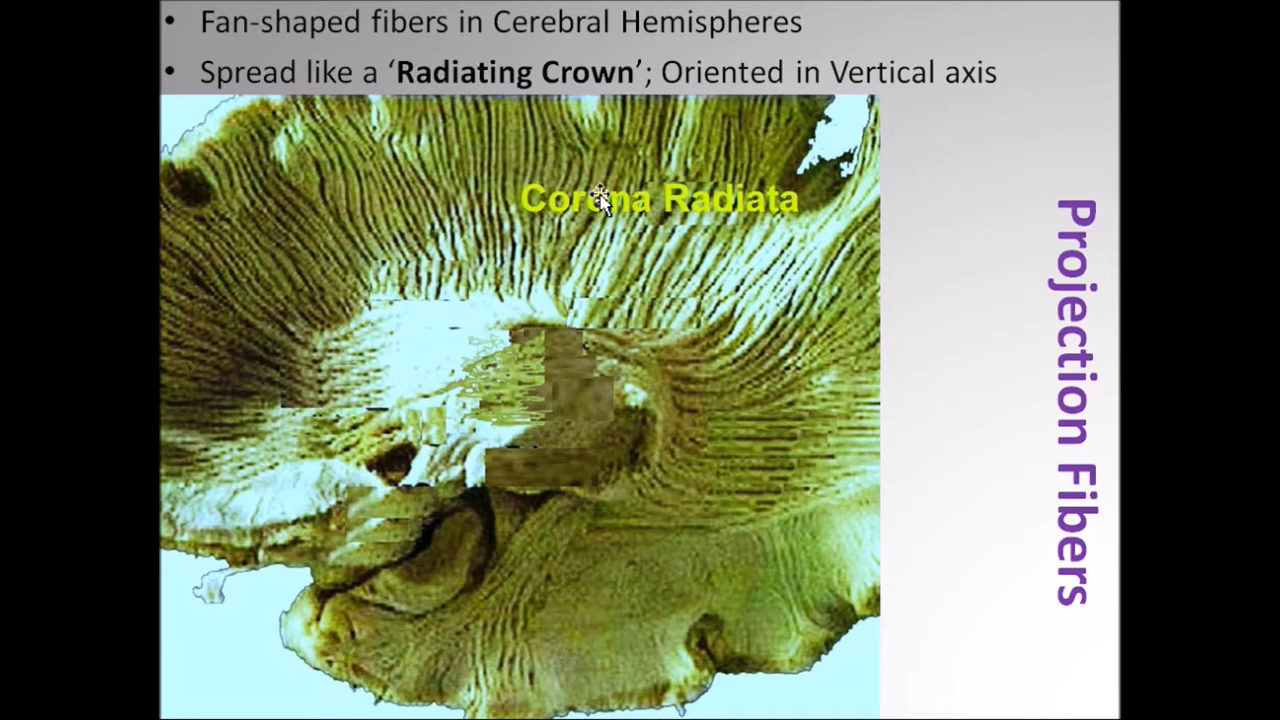 • Fan-shaped fibers in Cerebral Hemispheres
• Spread like a ‘Radiating Crown’; Oriented in Vertical axis
Corona Radiata
Projection Fibers